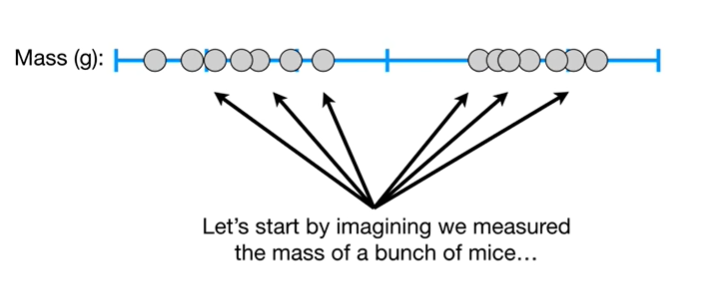 Mass (g):
Let’s start by imagining we measured
the mass of a bunch of mice…